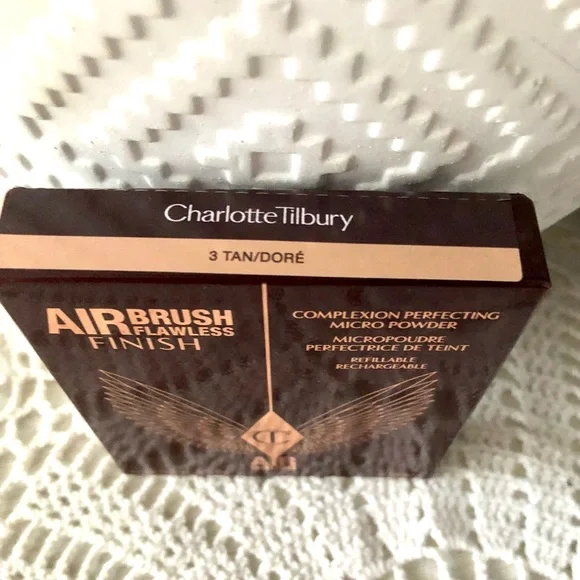 CharlotteTilbury
3 TAN/DORÉ
AIRBRUSH
FLAWLESS
FINISH
COMPLEXION PERFECTING
MICRO POWDER
MICROPOUDRE
PERFECTRICE DE TEINT
REFILLABLE
RECHARGEABLE
CT